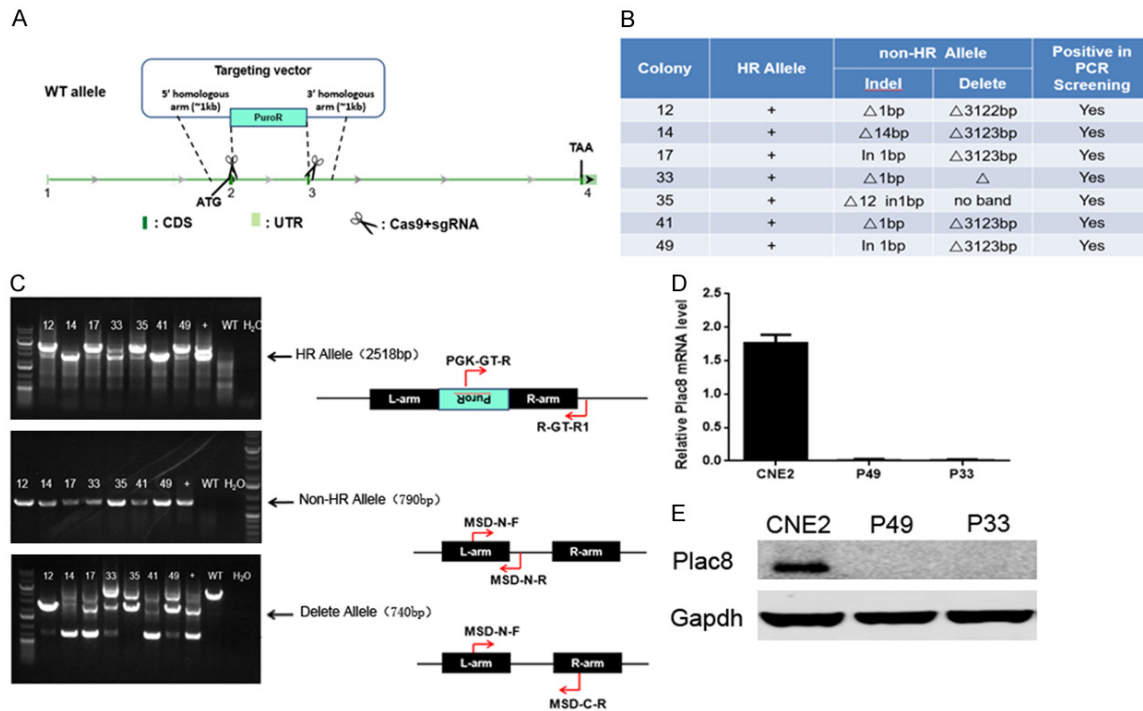 A
Targeting vector
WT allele
5' homologous
arm (~1kb)
3' homologous
arm (~1kb)
PuroR
TAA
ATG
1
2
3
4
: CDS
: UTR
: Cas9+sgRNA
B
Colony
HR Allele
non-HR Allele
Positive in
PCR
Screening
Indel
Delete
12 + △1bp △3122bp Yes
14 + △14bp △3123bp Yes
17 + In 1bp △3123bp Yes
33 + △1bp △ Yes
35 + △12 in1bp no band Yes
41 + △1bp △3123bp Yes
49 + In 1bp △3123bp Yes
C
12 14 17 33 35 41 49 + WT H2O
HR Allele (2518bp)
PGK-GT-R
L-arm PuroR R-arm
R-GT-R1
12 14 17 33 35 41 49 + WT H2O
Non-HR Allele (790bp)
MSD-N-F
L-arm R-arm
MSD-N-R
12 14 17 33 35 41 49 + WT H2O
Delete Allele (740bp)
MSD-N-F
L-arm R-arm
MSD-C-R
D
Relative Plac8 mRNA level
2.5
2.0
1.5
1.0
0.5
0.0
CNE2 P49 P33
E
CNE2 P49 P33
Plac8
Gapdh